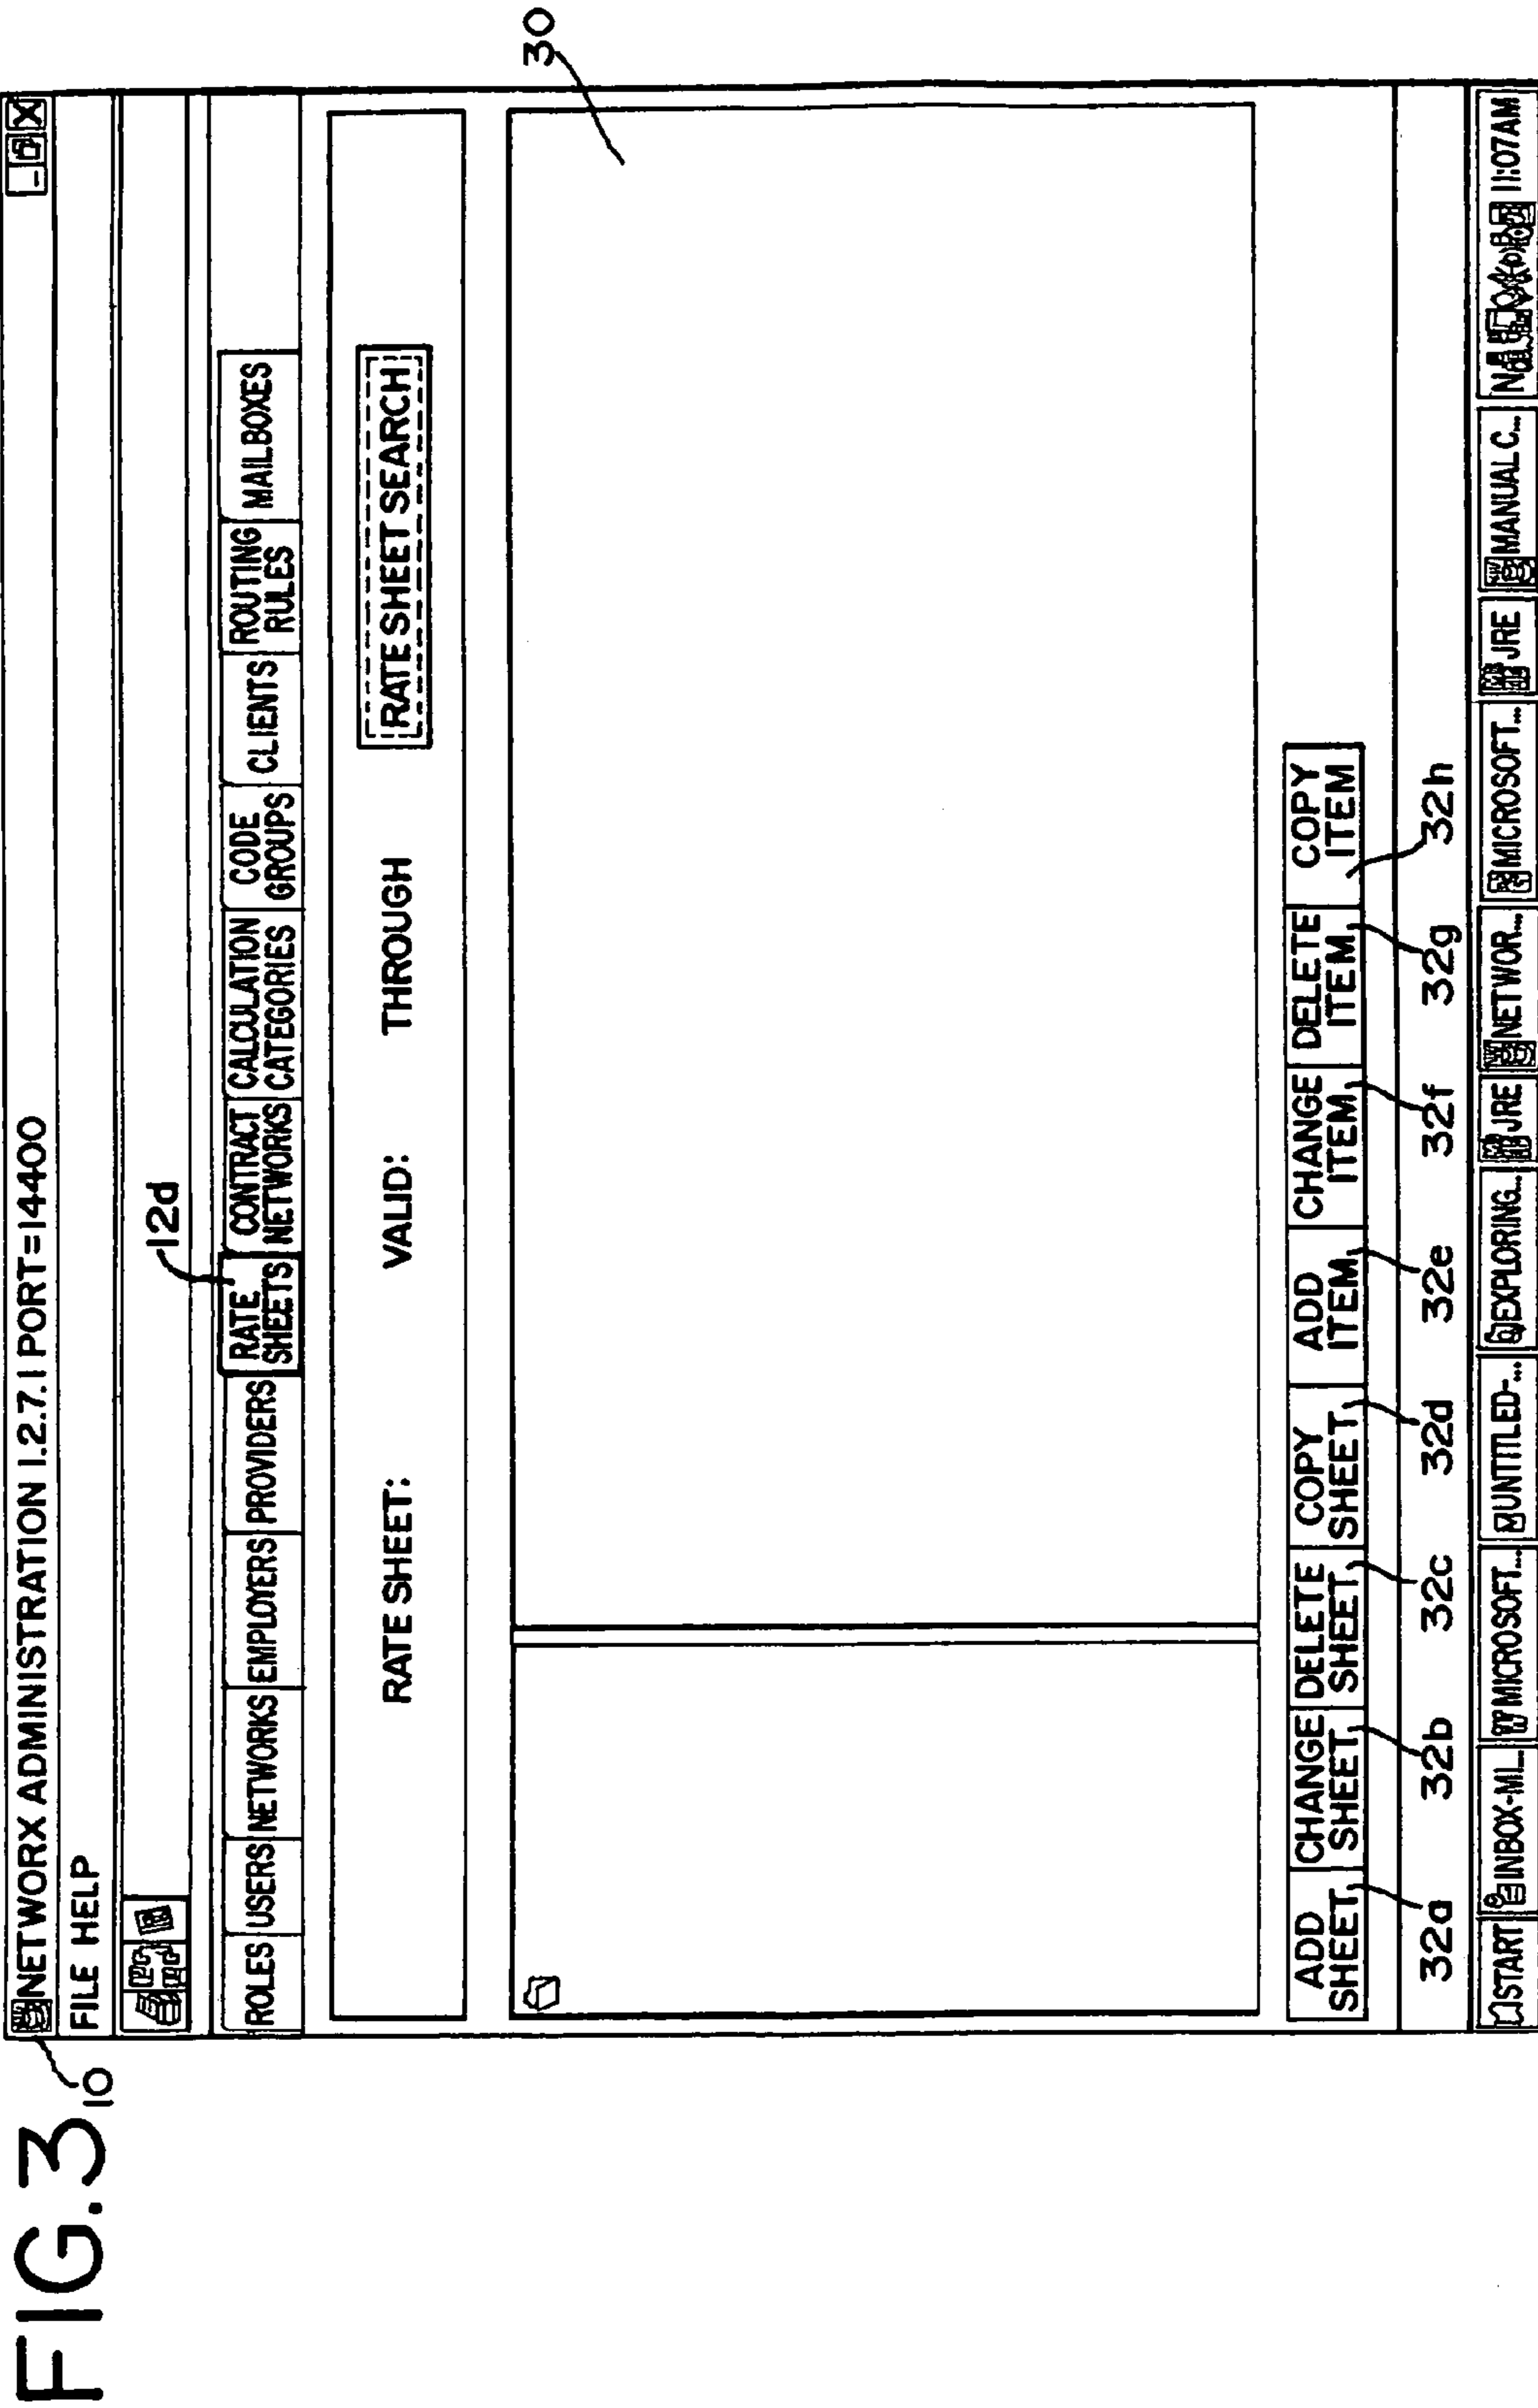 FIG. 3
10
NETWORX ADMINISTRATION 1.2.7.1 PORT=14400
FILE HELP
12d
ROLES USERS NETWORKS EMPLOYERS PROVIDERS RATE SHEETS CONTRACT NETWORKS CALCULATION CATEGORIES CODE GROUPS CLIENTS ROUTING RULES MAILBOXES
RATE SHEET: VALID: THROUGH RATE SHEET SEARCH
30
ADD SHEET CHANGE SHEET DELETE SHEET COPY SHEET ADD ITEM CHANGE ITEM DELETE ITEM COPY ITEM
32a 32b 32c 32d 32e 32f 32g 32h
START INBOX-MI... MICROSOFT... UNTITLED-... EXPLORING... JRE NETWOR... MICROSOFT... JRE MANUAL C... 11:07AM